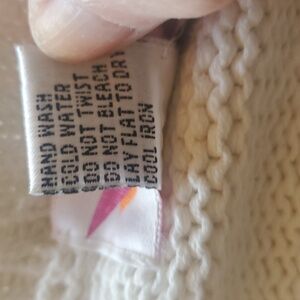 HAND WASH
COLD WATER
DO NOT TWIST
DO NOT BLEACH
LAY FLAT TO DRY
COOL IRON